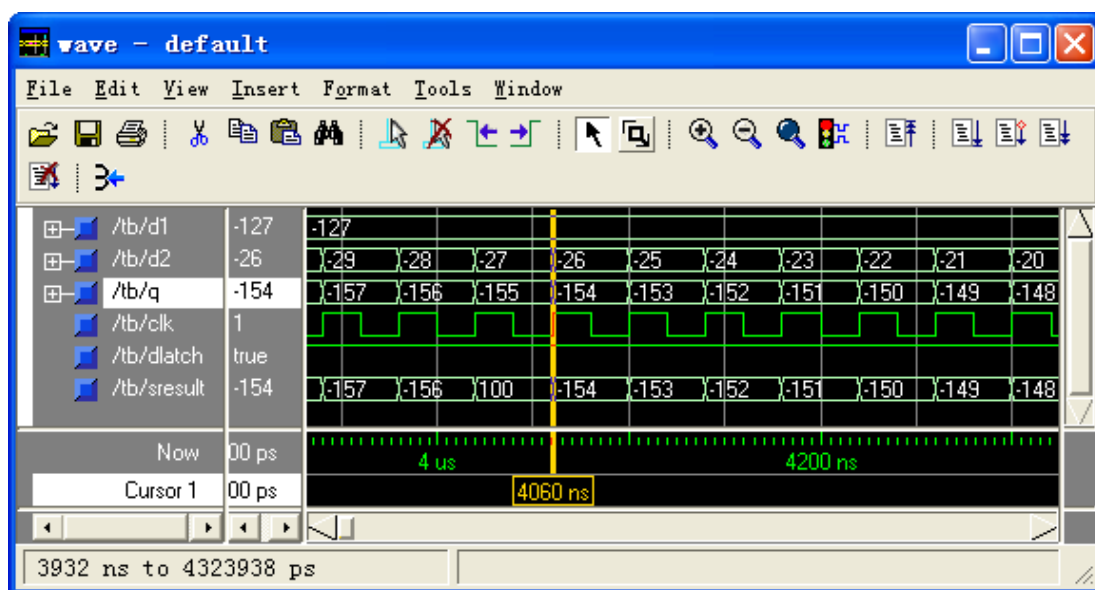 wave - default
File Edit View Insert Format Tools Window
/tb/d1 -127 -127
/tb/d2 -26 -29 -28 -27 -26 -25 -24 -23 -22 -21 -20
/tb/q -154 -157 -156 -155 -154 -153 -152 -151 -150 -149 -148
/tb/clk 1
/tb/dlatch true
/tb/sresult -154 -157 -156 100 -154 -153 -152 -151 -150 -149 -148
Now 00 ps 4 us 4200 ns
Cursor 1 00 ps 4060 ns
3932 ns to 4323938 ps